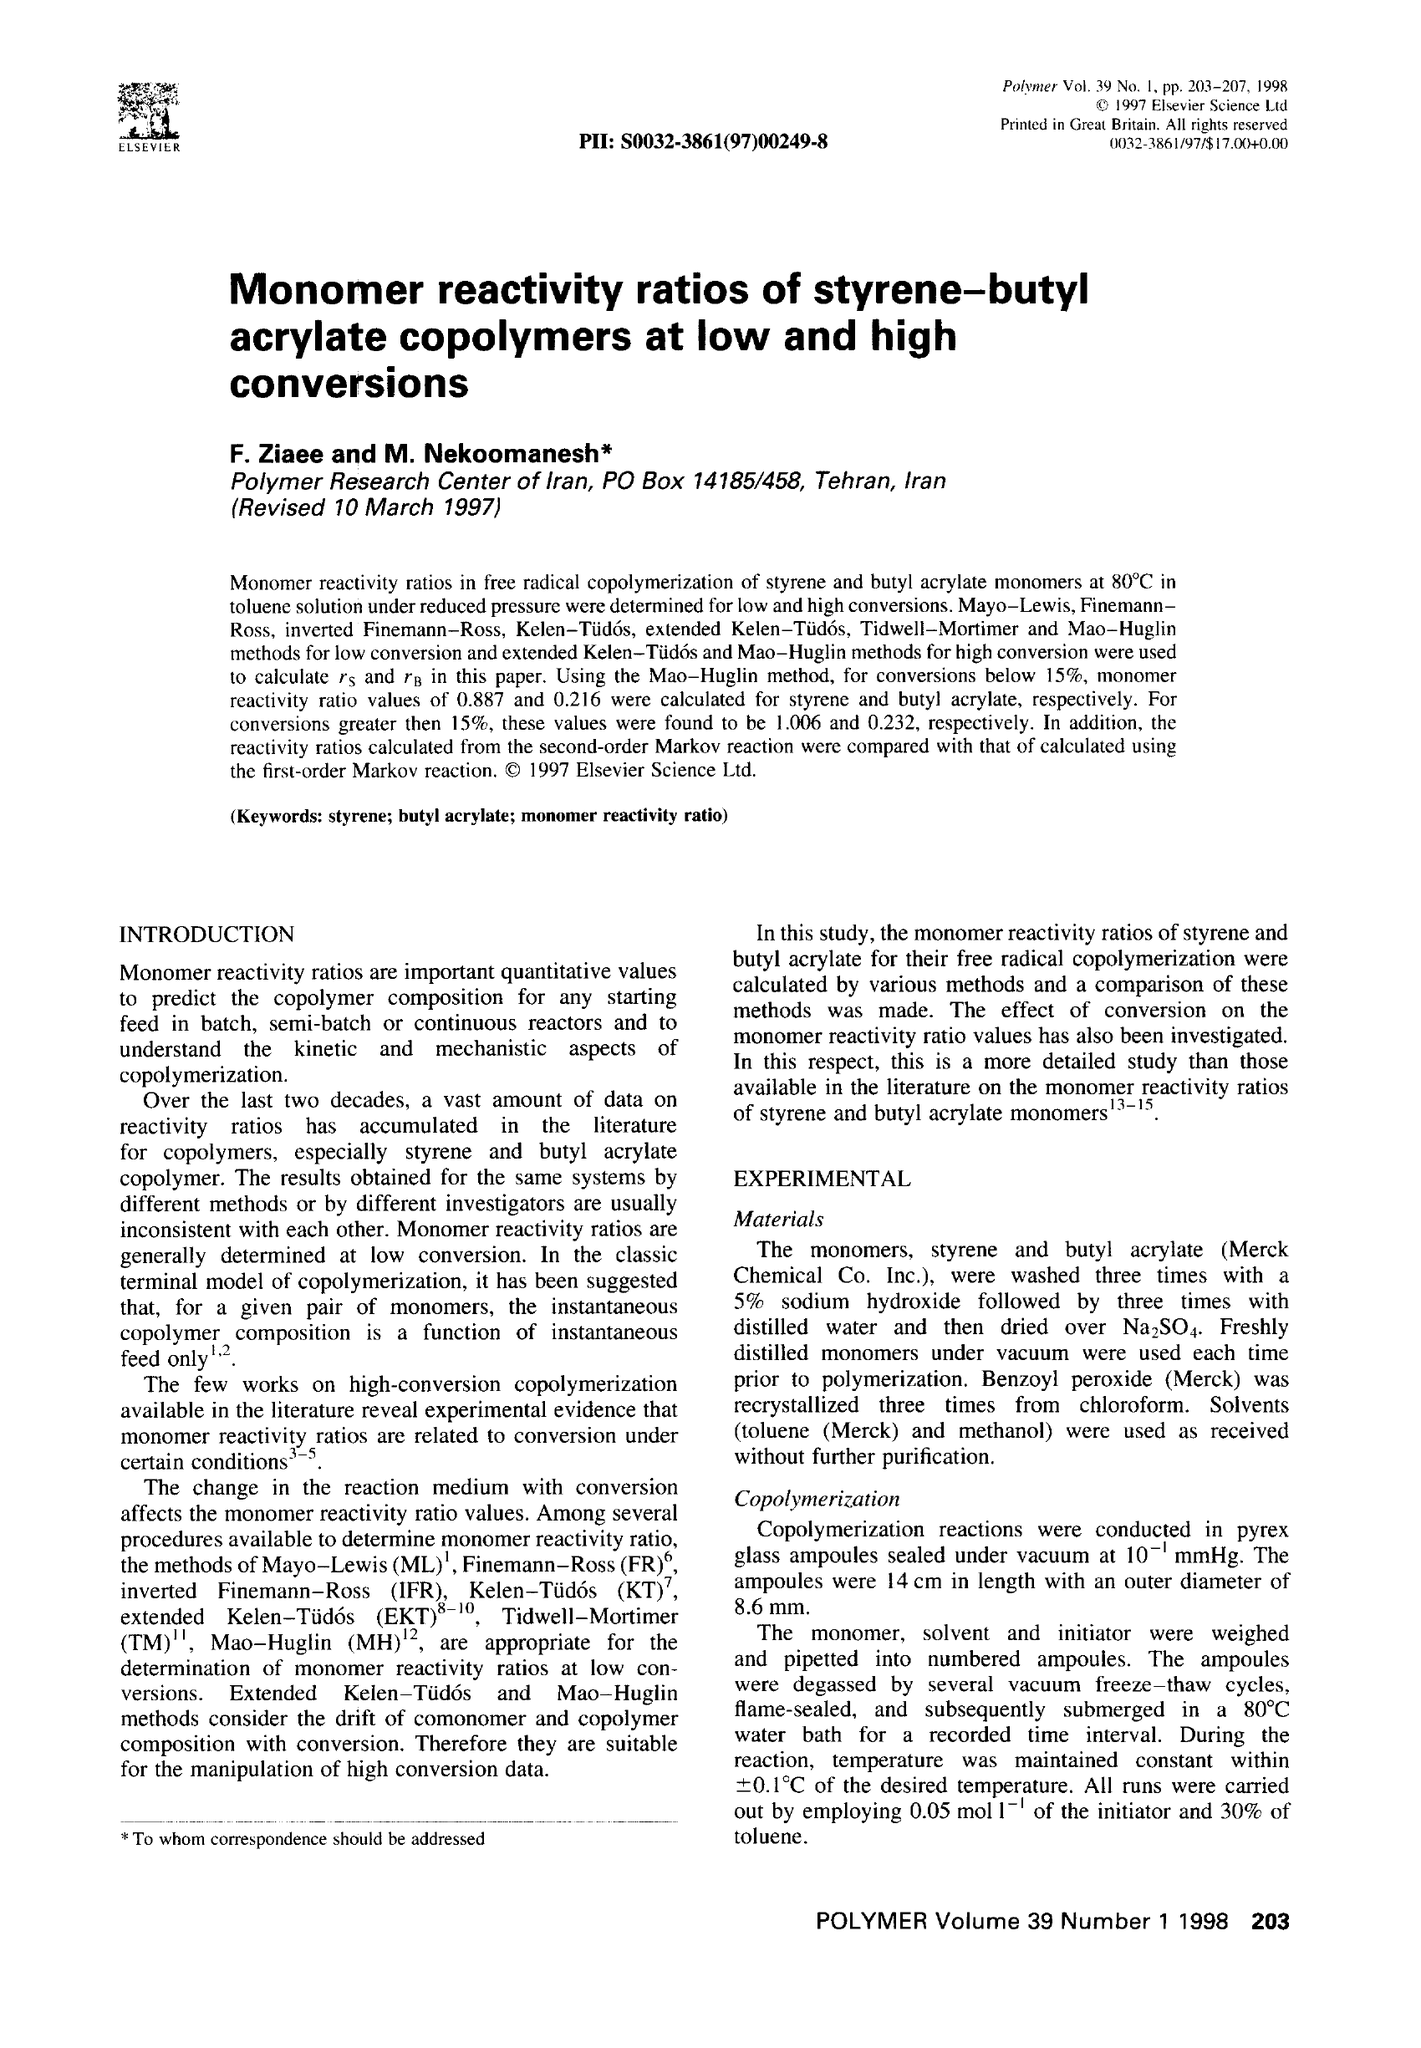 ELSEVIER
PII: S0032-3861(97)00249-8
Polymer Vol. 39 No. 1, pp. 203–207, 1998
© 1997 Elsevier Science Ltd
Printed in Great Britain. All rights reserved
0032-3861/97/$17.00+0.00
Monomer reactivity ratios of styrene–butyl
acrylate copolymers at low and high
conversions
F. Ziaee and M. Nekoomanesh*
Polymer Research Center of Iran, PO Box 14185/458, Tehran, Iran
(Revised 10 March 1997)
Monomer reactivity ratios in free radical copolymerization of styrene and butyl acrylate monomers at 80°C in
toluene solution under reduced pressure were determined for low and high conversions. Mayo–Lewis, Finemann–
Ross, inverted Finemann–Ross, Kelen–Tüdós, extended Kelen–Tüdós, Tidwell–Mortimer and Mao–Huglin
methods for low conversion and extended Kelen–Tüdós and Mao–Huglin methods for high conversion were used
to calculate rS and rB in this paper. Using the Mao–Huglin method, for conversions below 15%, monomer
reactivity ratio values of 0.887 and 0.216 were calculated for styrene and butyl acrylate, respectively. For
conversions greater then 15%, these values were found to be 1.006 and 0.232, respectively. In addition, the
reactivity ratios calculated from the second-order Markov reaction were compared with that of calculated using
the first-order Markov reaction. © 1997 Elsevier Science Ltd.
(Keywords: styrene; butyl acrylate; monomer reactivity ratio)
INTRODUCTION
Monomer reactivity ratios are important quantitative values
to predict the copolymer composition for any starting
feed in batch, semi-batch or continuous reactors and to
understand the kinetic and mechanistic aspects of
copolymerization.
Over the last two decades, a vast amount of data on
reactivity ratios has accumulated in the literature
for copolymers, especially styrene and butyl acrylate
copolymer. The results obtained for the same systems by
different methods or by different investigators are usually
inconsistent with each other. Monomer reactivity ratios are
generally determined at low conversion. In the classic
terminal model of copolymerization, it has been suggested
that, for a given pair of monomers, the instantaneous
copolymer composition is a function of instantaneous
feed only1,2.
The few works on high-conversion copolymerization
available in the literature reveal experimental evidence that
monomer reactivity ratios are related to conversion under
certain conditions3–5.
The change in the reaction medium with conversion
affects the monomer reactivity ratio values. Among several
procedures available to determine monomer reactivity ratio,
the methods of Mayo–Lewis (ML)1, Finemann–Ross (FR)6,
inverted Finemann–Ross (IFR), Kelen–Tüdós (KT)7,
extended Kelen–Tüdós (EKT)8–10, Tidwell–Mortimer
(TM)11, Mao–Huglin (MH)12, are appropriate for the
determination of monomer reactivity ratios at low con-
versions. Extended Kelen–Tüdós and Mao–Huglin
methods consider the drift of comonomer and copolymer
composition with conversion. Therefore they are suitable
for the manipulation of high conversion data.
* To whom correspondence should be addressed
In this study, the monomer reactivity ratios of styrene and
butyl acrylate for their free radical copolymerization were
calculated by various methods and a comparison of these
methods was made. The effect of conversion on the
monomer reactivity ratio values has also been investigated.
In this respect, this is a more detailed study than those
available in the literature on the monomer reactivity ratios
of styrene and butyl acrylate monomers13–15.
EXPERIMENTAL
Materials
The monomers, styrene and butyl acrylate (Merck
Chemical Co. Inc.), were washed three times with a
5% sodium hydroxide followed by three times with
distilled water and then dried over Na2SO4. Freshly
distilled monomers under vacuum were used each time
prior to polymerization. Benzoyl peroxide (Merck) was
recrystallized three times from chloroform. Solvents
(toluene (Merck) and methanol) were used as received
without further purification.
Copolymerization
Copolymerization reactions were conducted in pyrex
glass ampoules sealed under vacuum at 10−1 mmHg. The
ampoules were 14 cm in length with an outer diameter of
8.6 mm.
The monomer, solvent and initiator were weighed
and pipetted into numbered ampoules. The ampoules
were degassed by several vacuum freeze–thaw cycles,
flame-sealed, and subsequently submerged in a 80°C
water bath for a recorded time interval. During the
reaction, temperature was maintained constant within
±0.1°C of the desired temperature. All runs were carried
out by employing 0.05 mol l−1 of the initiator and 30% of
toluene.
POLYMER Volume 39 Number 1 1998 203